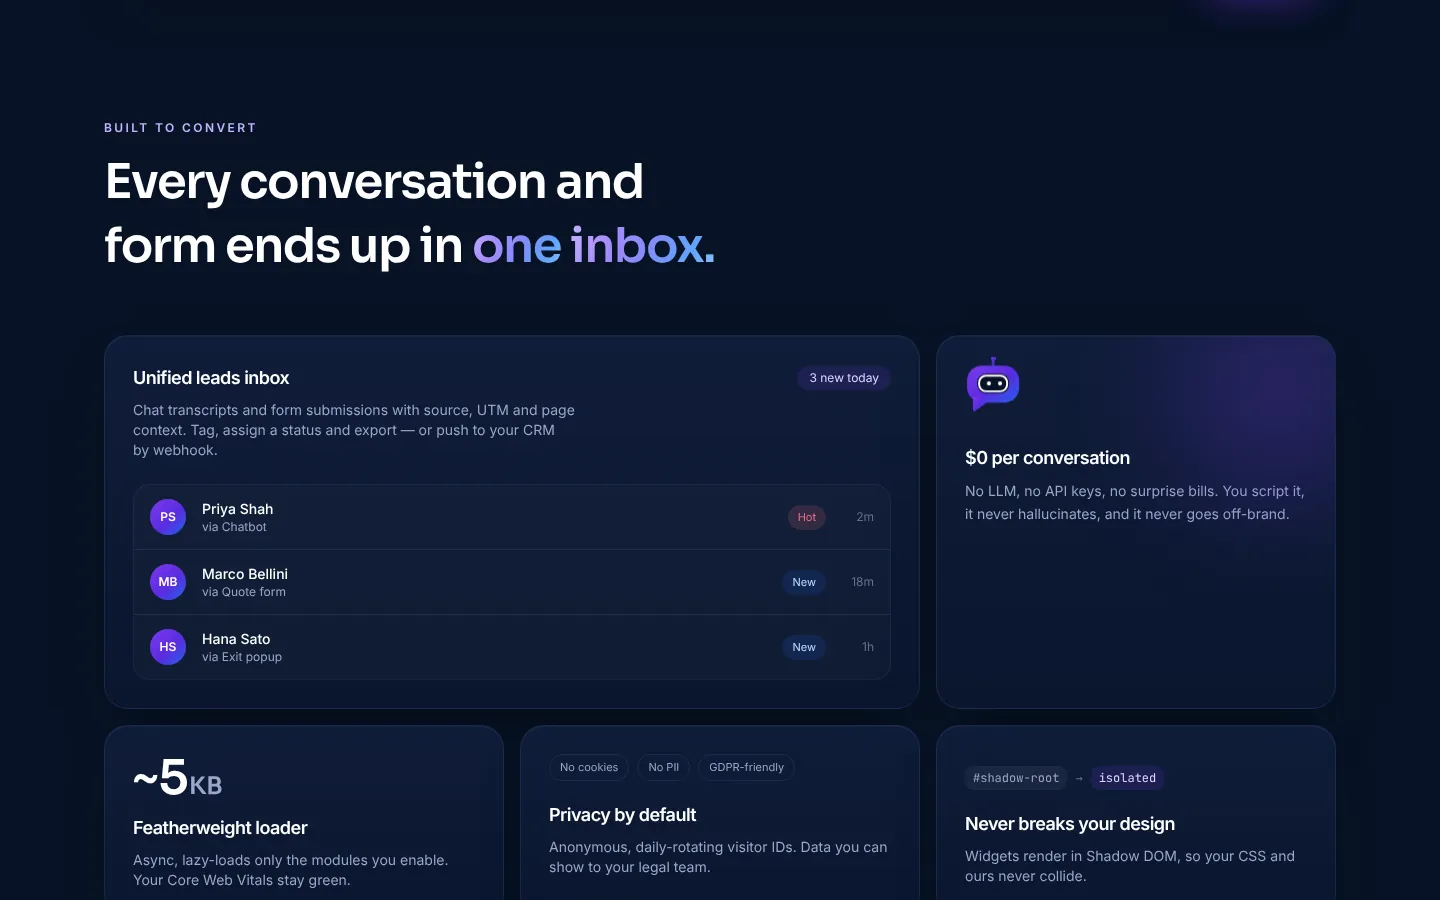 BUILT TO CONVERT
Every conversation and
form ends up in one inbox.
Unified leads inbox
3 new today
Chat transcripts and form submissions with source, UTM and page
context. Tag, assign a status and export — or push to your CRM
by webhook.
PS
Priya Shah
via Chatbot
Hot
2m
MB
Marco Bellini
via Quote form
New
18m
HS
Hana Sato
via Exit popup
New
1h
$0 per conversation
No LLM, no API keys, no surprise bills. You script it,
it never hallucinates, and it never goes off-brand.
~5KB
Featherweight loader
Async, lazy-loads only the modules you enable.
Your Core Web Vitals stay green.
No cookies
No PII
GDPR-friendly
Privacy by default
Anonymous, daily-rotating visitor IDs. Data you can
show to your legal team.
#shadow-root → isolated
Never breaks your design
Widgets render in Shadow DOM, so your CSS and
ours never collide.